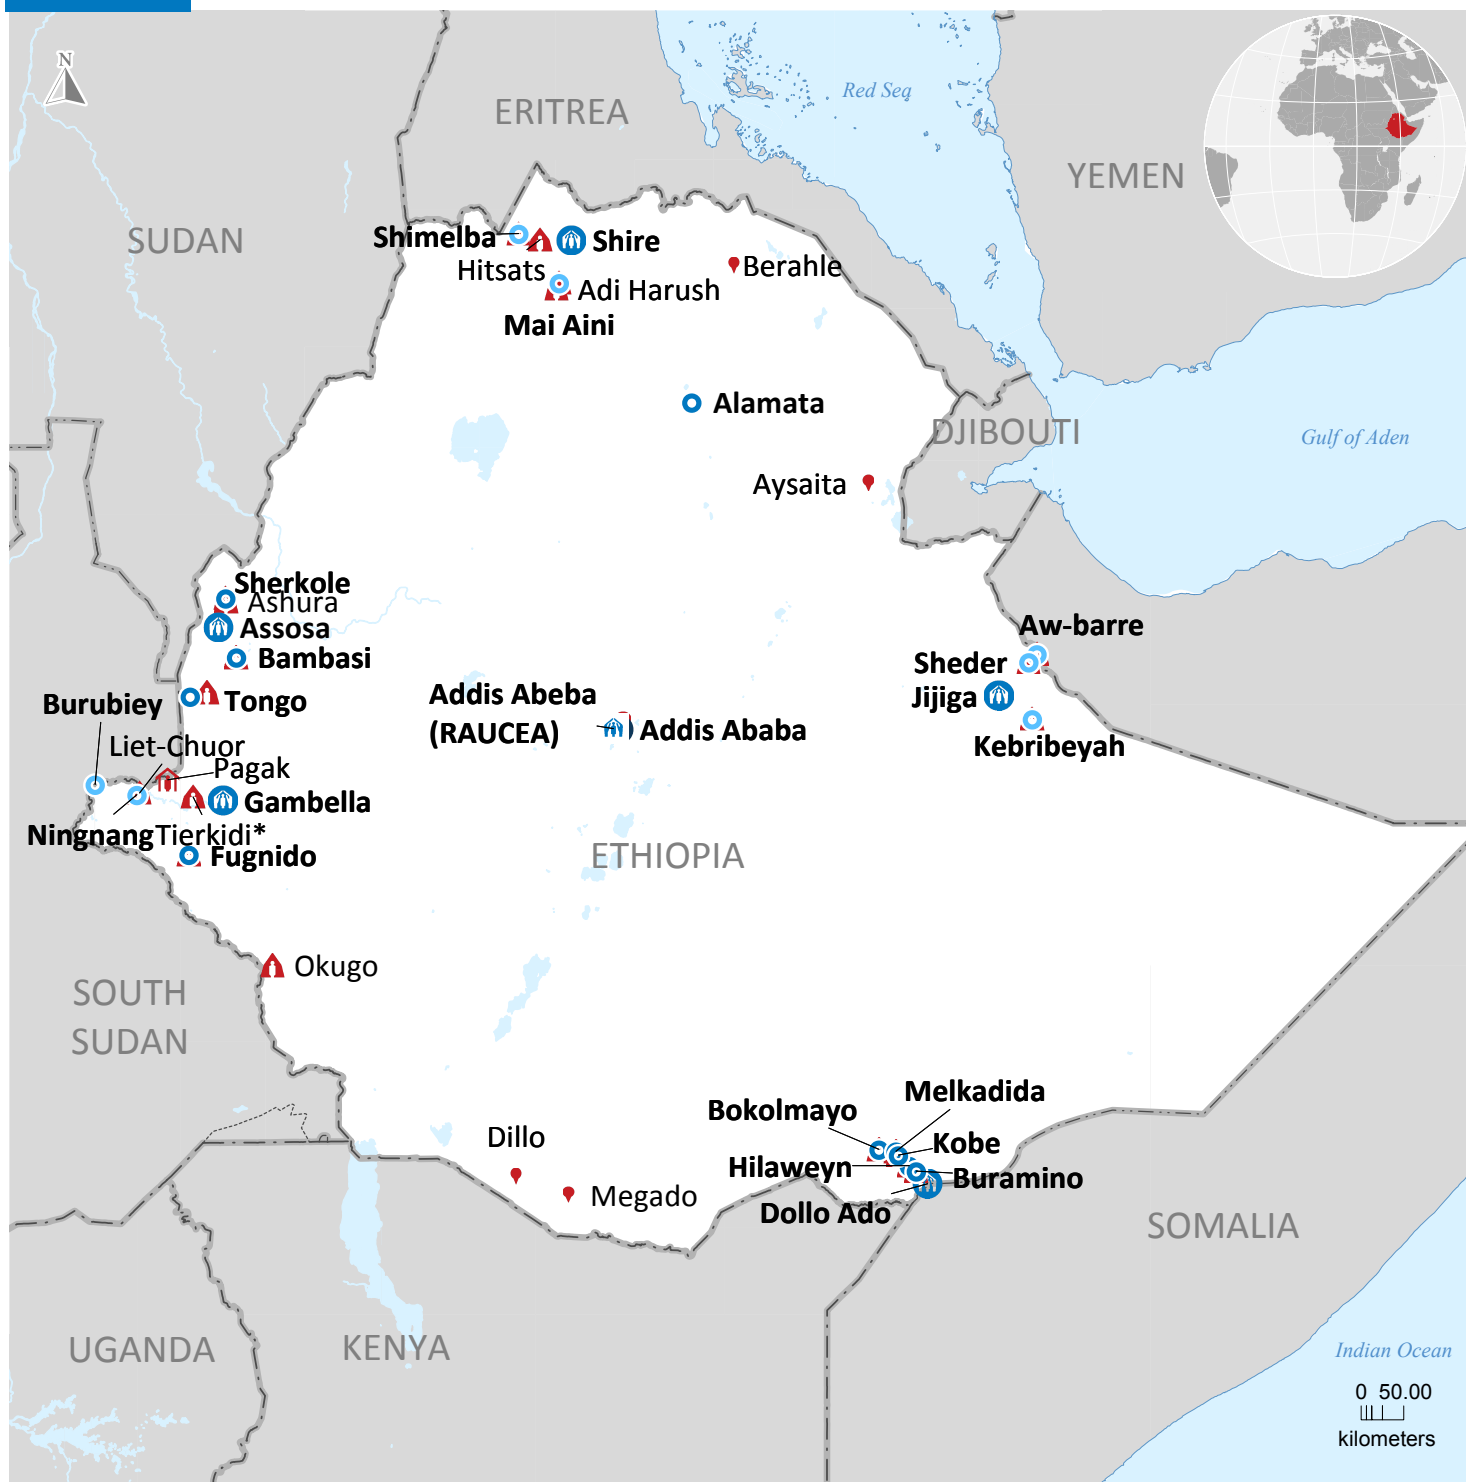 N
Red Seq
ERITREA
YEMEN
SUDAN
Shimelba
Shire
Hitsats
Berahle
Adi Harush
Mai Aini
Alamata
DJIBOUTI
Gulf of Aden
Aysaita
Sherkole
Ashura
Assosa
Aw-barre
Bambasi
Sheder
Burubiey
Tongo
Addis Abeba
(RAUCEA)
Addis Ababa
Jijiga
Liet-Chuor
Pagak
Kebribeyah
Gambella
Ningnang
Tierkidi*
Fugnido
ETHIOPIA
Okugo
SOUTH
SUDAN
Melkadida
Bokolmayo
Dillo
Kobe
Hilaweyn
Buramino
Megado
Dollo Ado
SOMALIA
UGANDA
KENYA
Indian Ocean
0 50.00
kilometers